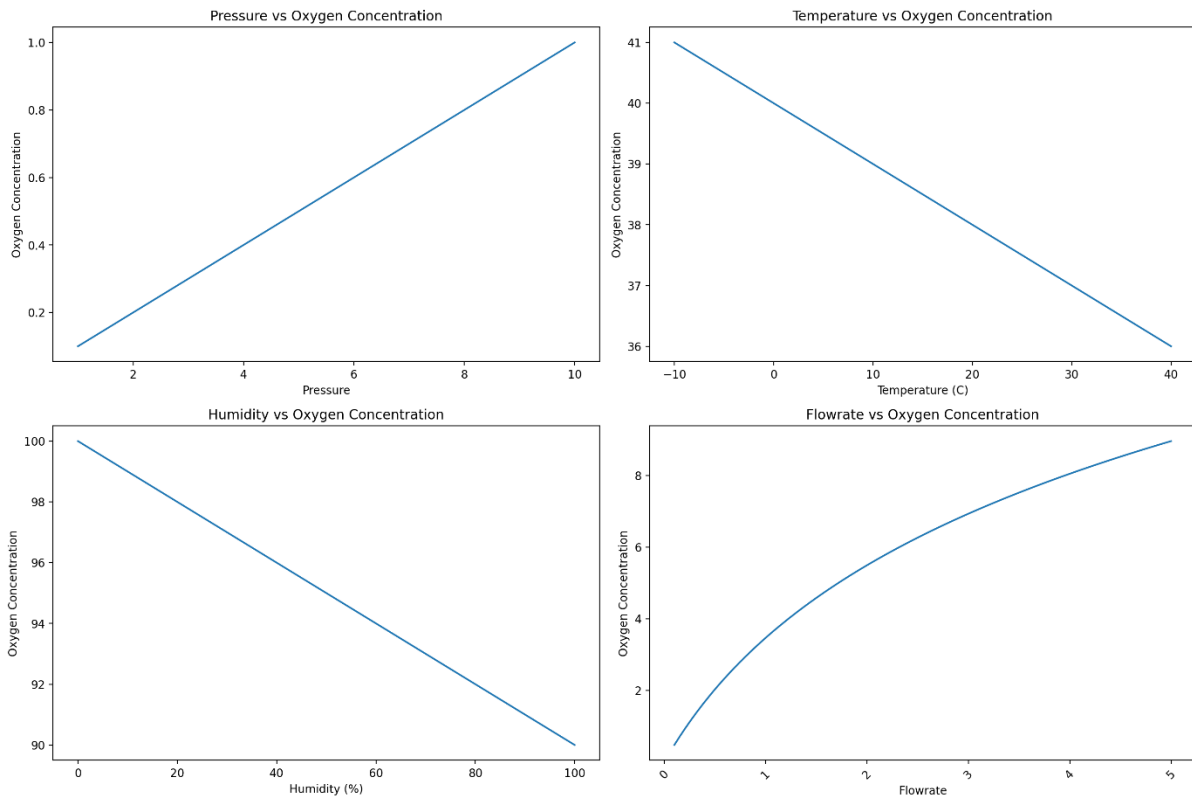 Pressure vs Oxygen Concentration
1.0
0.8
0.6
0.4
0.2
Oxygen Concentration
2 4 6 8 10
Pressure
Temperature vs Oxygen Concentration
41
40
39
38
37
36
Oxygen Concentration
−10 0 10 20 30 40
Temperature (C)
Humidity vs Oxygen Concentration
100
98
96
94
92
90
Oxygen Concentration
0 20 40 60 80 100
Humidity (%)
Flowrate vs Oxygen Concentration
8
6
4
2
Oxygen Concentration
0 1 2 3 4 5
Flowrate